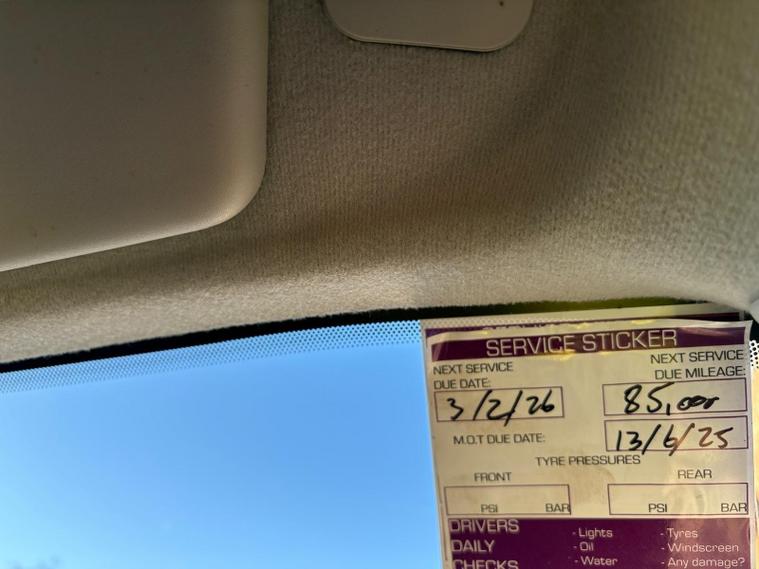 SERVICE STICKER
NEXT SERVICE DUE DATE:
NEXT SERVICE DUE MILEAGE:
3/2/26
85,000
M.O.T DUE DATE:
13/6/25
TYRE PRESSURES
FRONT
REAR
PSI BAR
PSI BAR
DRIVERS DAILY CHECKS
- Lights
- Oil
- Water
- Tyres
- Windscreen
- Any damage?